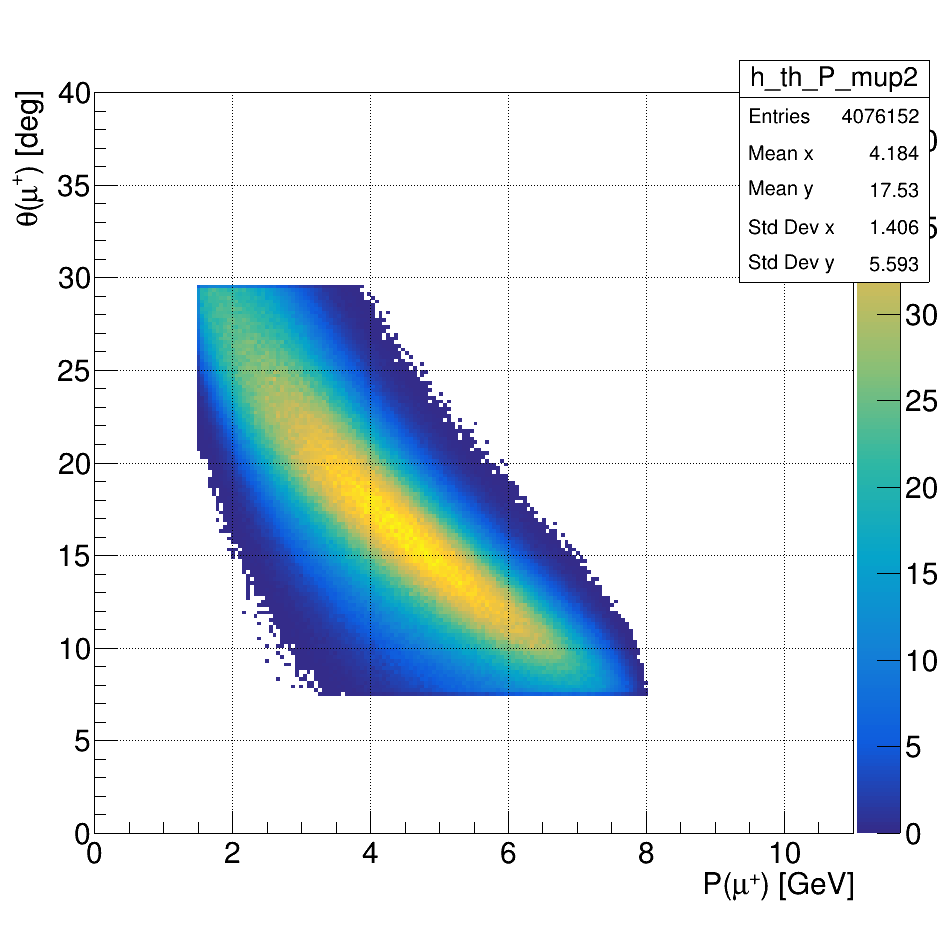 h_th_P_mup2
Entries 4076152
Mean x 4.184
Mean y 17.53
Std Dev x 1.406
Std Dev y 5.593
θ(μ⁺) [deg]
40
35
30
25
20
15
10
5
0
0 2 4 6 8 10
P(μ⁺) [GeV]
30
25
20
15
10
5
0